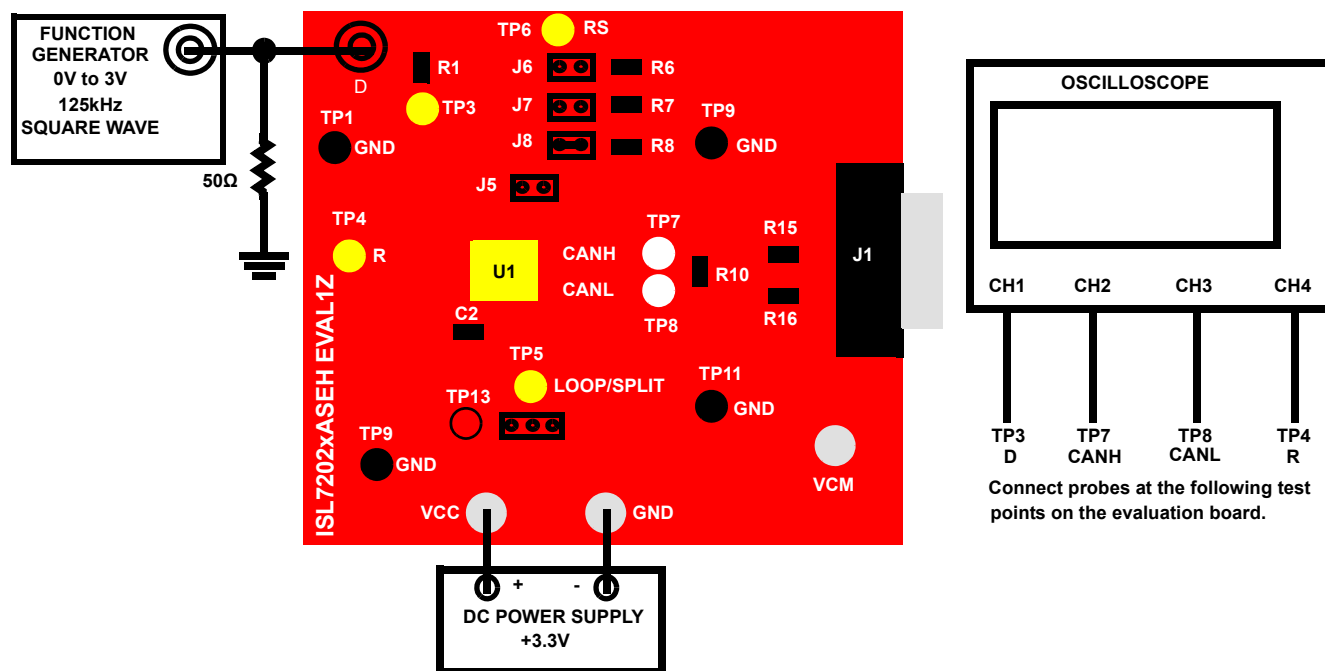 FUNCTION
GENERATOR
0V to 3V
125kHz
SQUARE WAVE
50Ω
D
TP6
RS
R1
J6
R6
TP3
J7
R7
TP1
GND
J8
R8
TP9
GND
J5
TP4
R
TP7
R15
CANH
U1
R10
J1
CANL
C2
TP8
R16
TP5
LOOP/SPLIT
TP13
TP11
GND
TP9
GND
ISL7202xASEH EVAL1Z
VCM
VCC
GND
+
-
DC POWER SUPPLY
+3.3V
OSCILLOSCOPE
CH1 CH2 CH3 CH4
TP3 TP7 TP8 TP4
D CANH CANL R
Connect probes at the following test
points on the evaluation board.